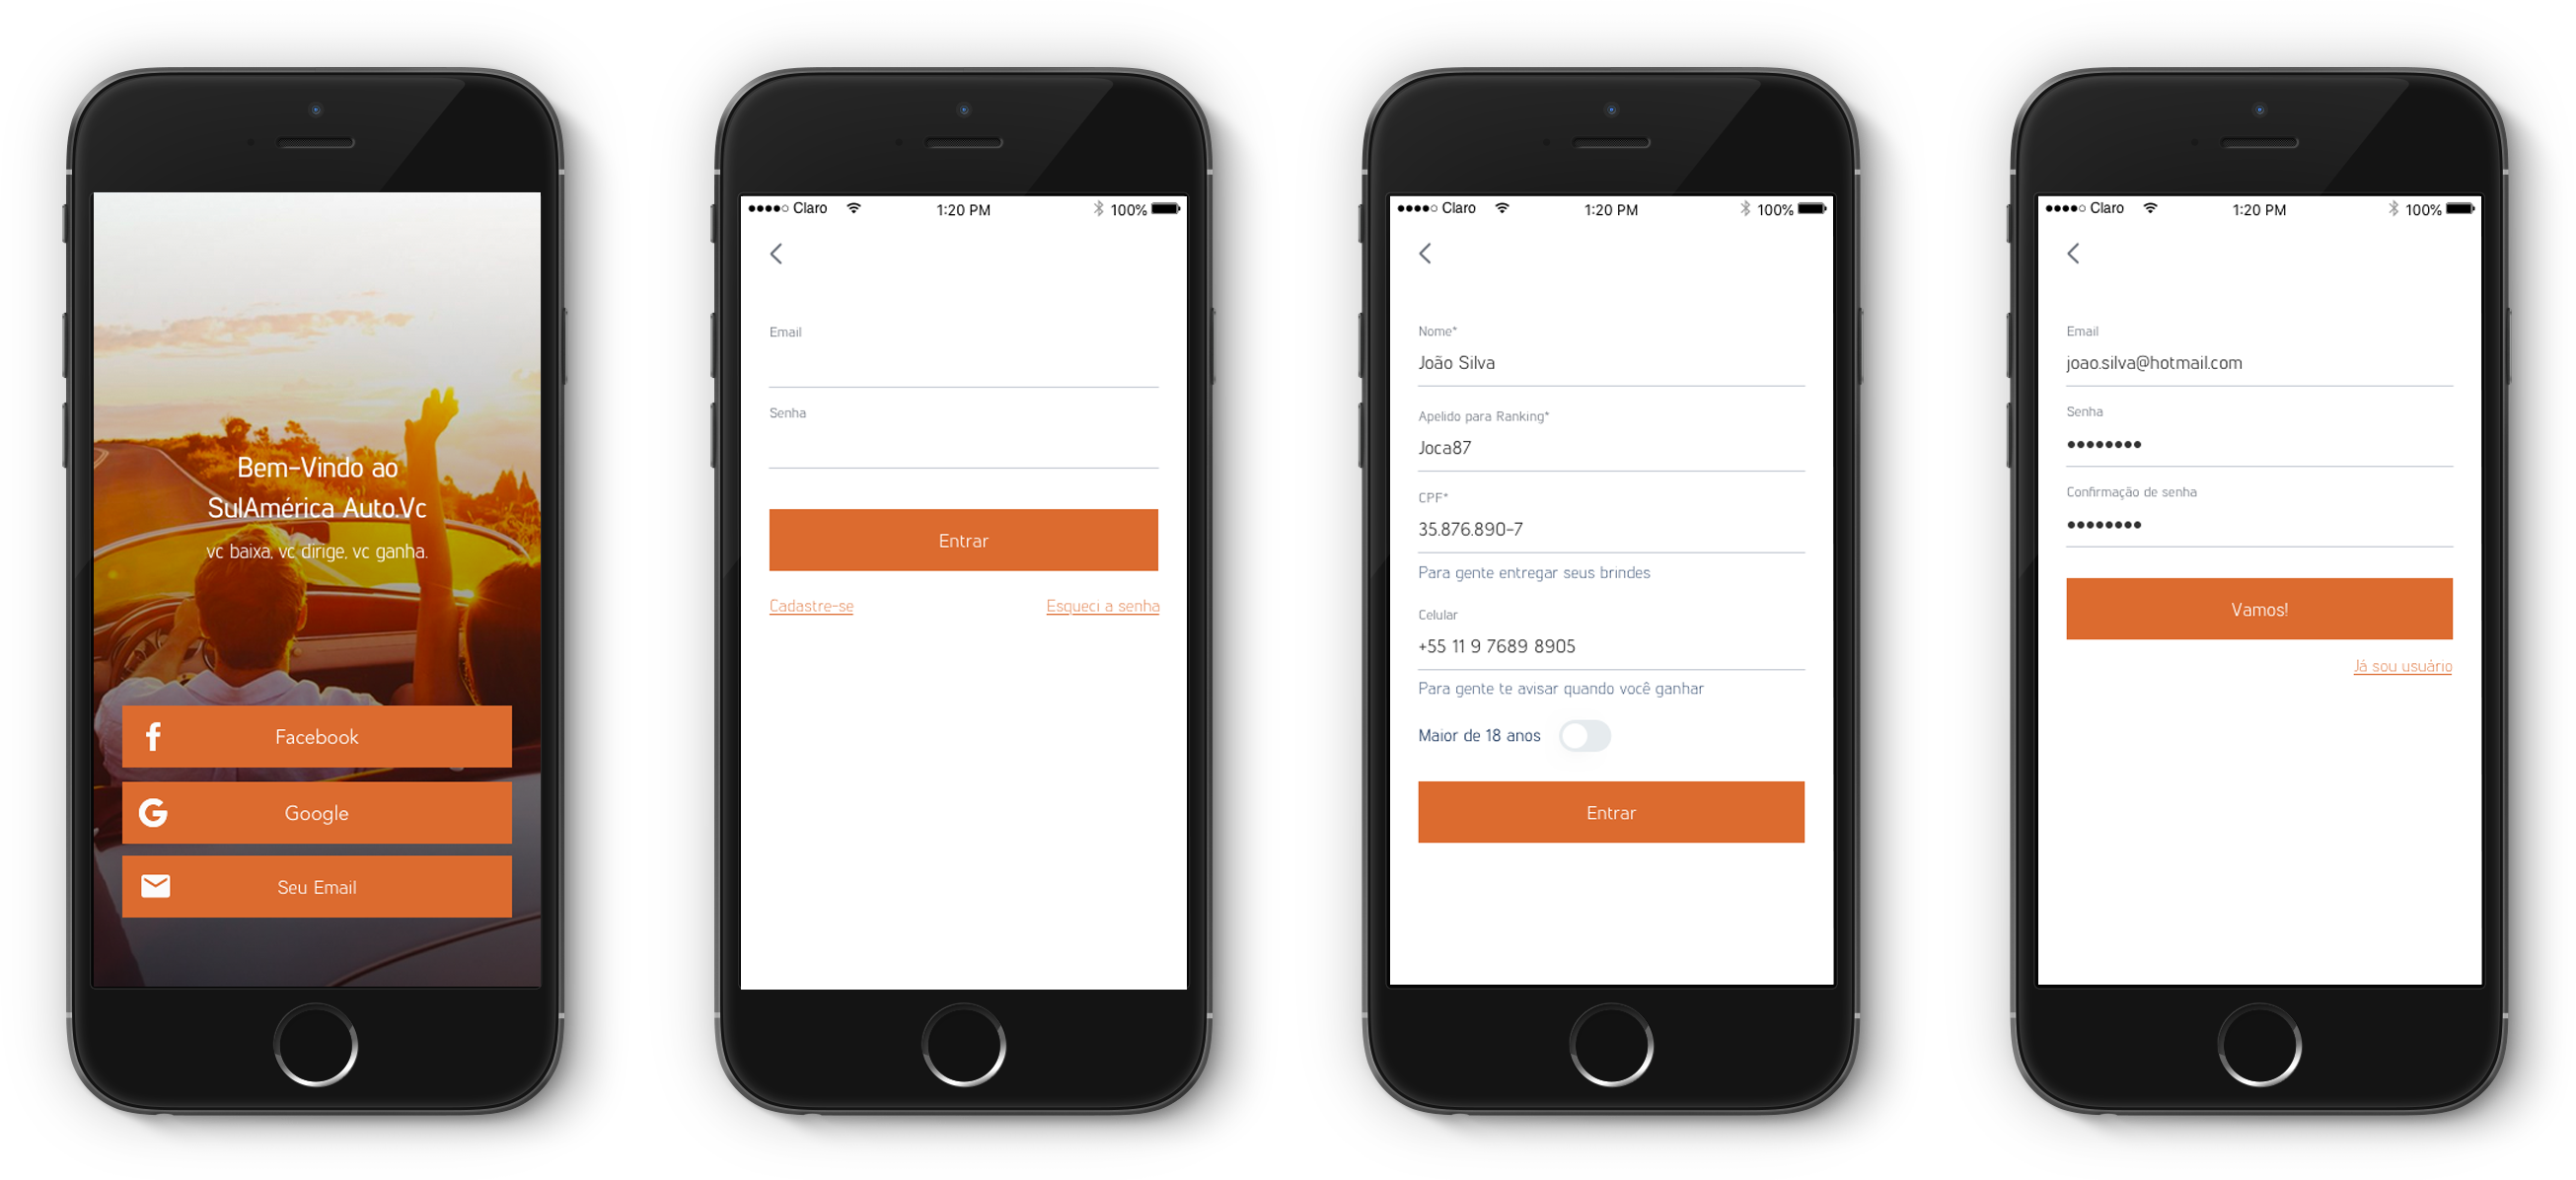 Bem-Vindo ao
SulAmérica Auto.Vc
vc baixa, vc dirige, vc ganha.
Facebook
Google
Seu Email
Claro 1:20 PM 100%
Email
Senha
Entrar
Cadastre-se Esqueci a senha
Claro 1:20 PM 100%
Nome*
João Silva
Apelido para Ranking*
Joca87
CPF*
35.876.890-7
Para gente entregar seus brindes
Celular
+55 11 9 7689 8905
Para gente te avisar quando você ganhar
Maior de 18 anos
Entrar
Claro 1:20 PM 100%
Email
joao.silva@hotmail.com
Senha
••••••••
Confirmação de senha
••••••••
Vamos!
Já sou usuário